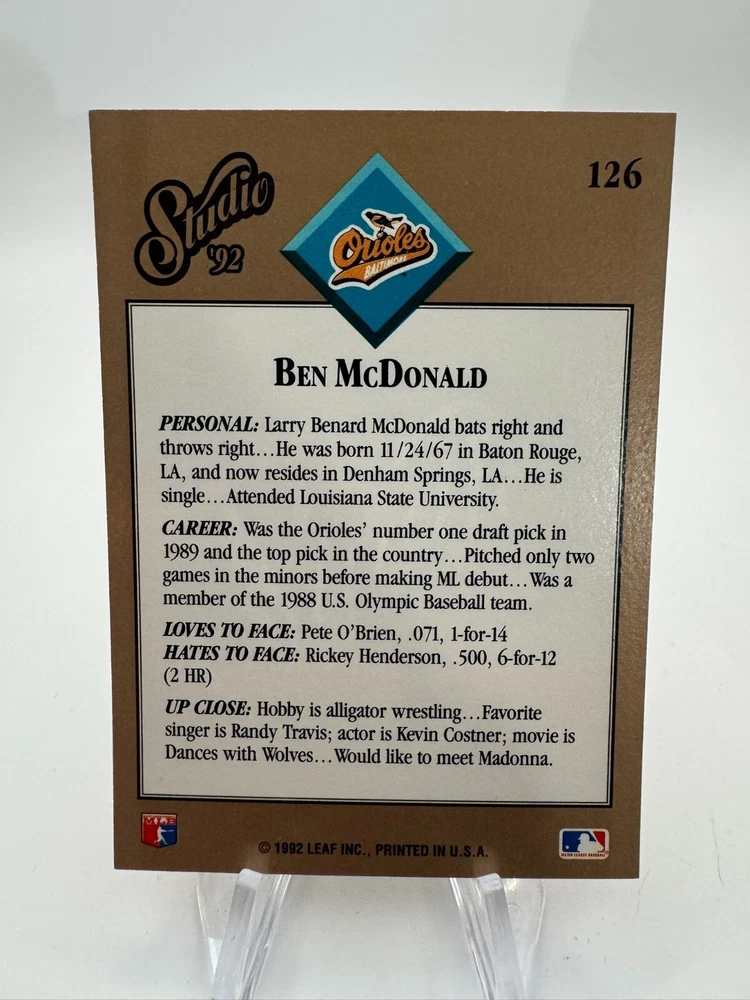 Studio
'92
126
Orioles
BALTIMORE
BEN MCDONALD
PERSONAL: Larry Benard McDonald bats right and
throws right...He was born 11/24/67 in Baton Rouge,
LA, and now resides in Denham Springs, LA...He is
single...Attended Louisiana State University.
CAREER: Was the Orioles' number one draft pick in
1989 and the top pick in the country...Pitched only two
games in the minors before making ML debut...Was a
member of the 1988 U.S. Olympic Baseball team.
LOVES TO FACE: Pete O'Brien, .071, 1-for-14
HATES TO FACE: Rickey Henderson, .500, 6-for-12
(2 HR)
UP CLOSE: Hobby is alligator wrestling...Favorite
singer is Randy Travis; actor is Kevin Costner; movie is
Dances with Wolves...Would like to meet Madonna.
MLB
© 1992 LEAF INC., PRINTED IN U.S.A.
MAJOR LEAGUE BASEBALL